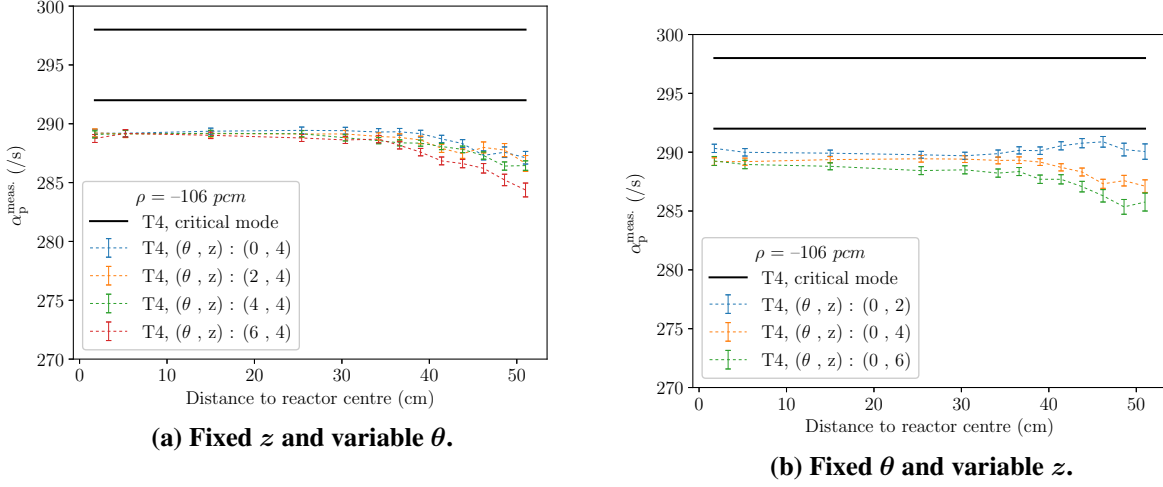 300
295
290
285
280
275
270
α_p^meas. (/s)
ρ = –106 pcm
T4, critical mode
T4, (θ , z) : (0 , 4)
T4, (θ , z) : (2 , 4)
T4, (θ , z) : (4 , 4)
T4, (θ , z) : (6 , 4)
0 10 20 30 40 50
Distance to reactor centre (cm)
(a) Fixed z and variable θ.
300
295
290
285
280
275
270
α_p^meas. (/s)
ρ = –106 pcm
T4, critical mode
T4, (θ , z) : (0 , 2)
T4, (θ , z) : (0 , 4)
T4, (θ , z) : (0 , 6)
0 10 20 30 40 50
Distance to reactor centre (cm)
(b) Fixed θ and variable z.